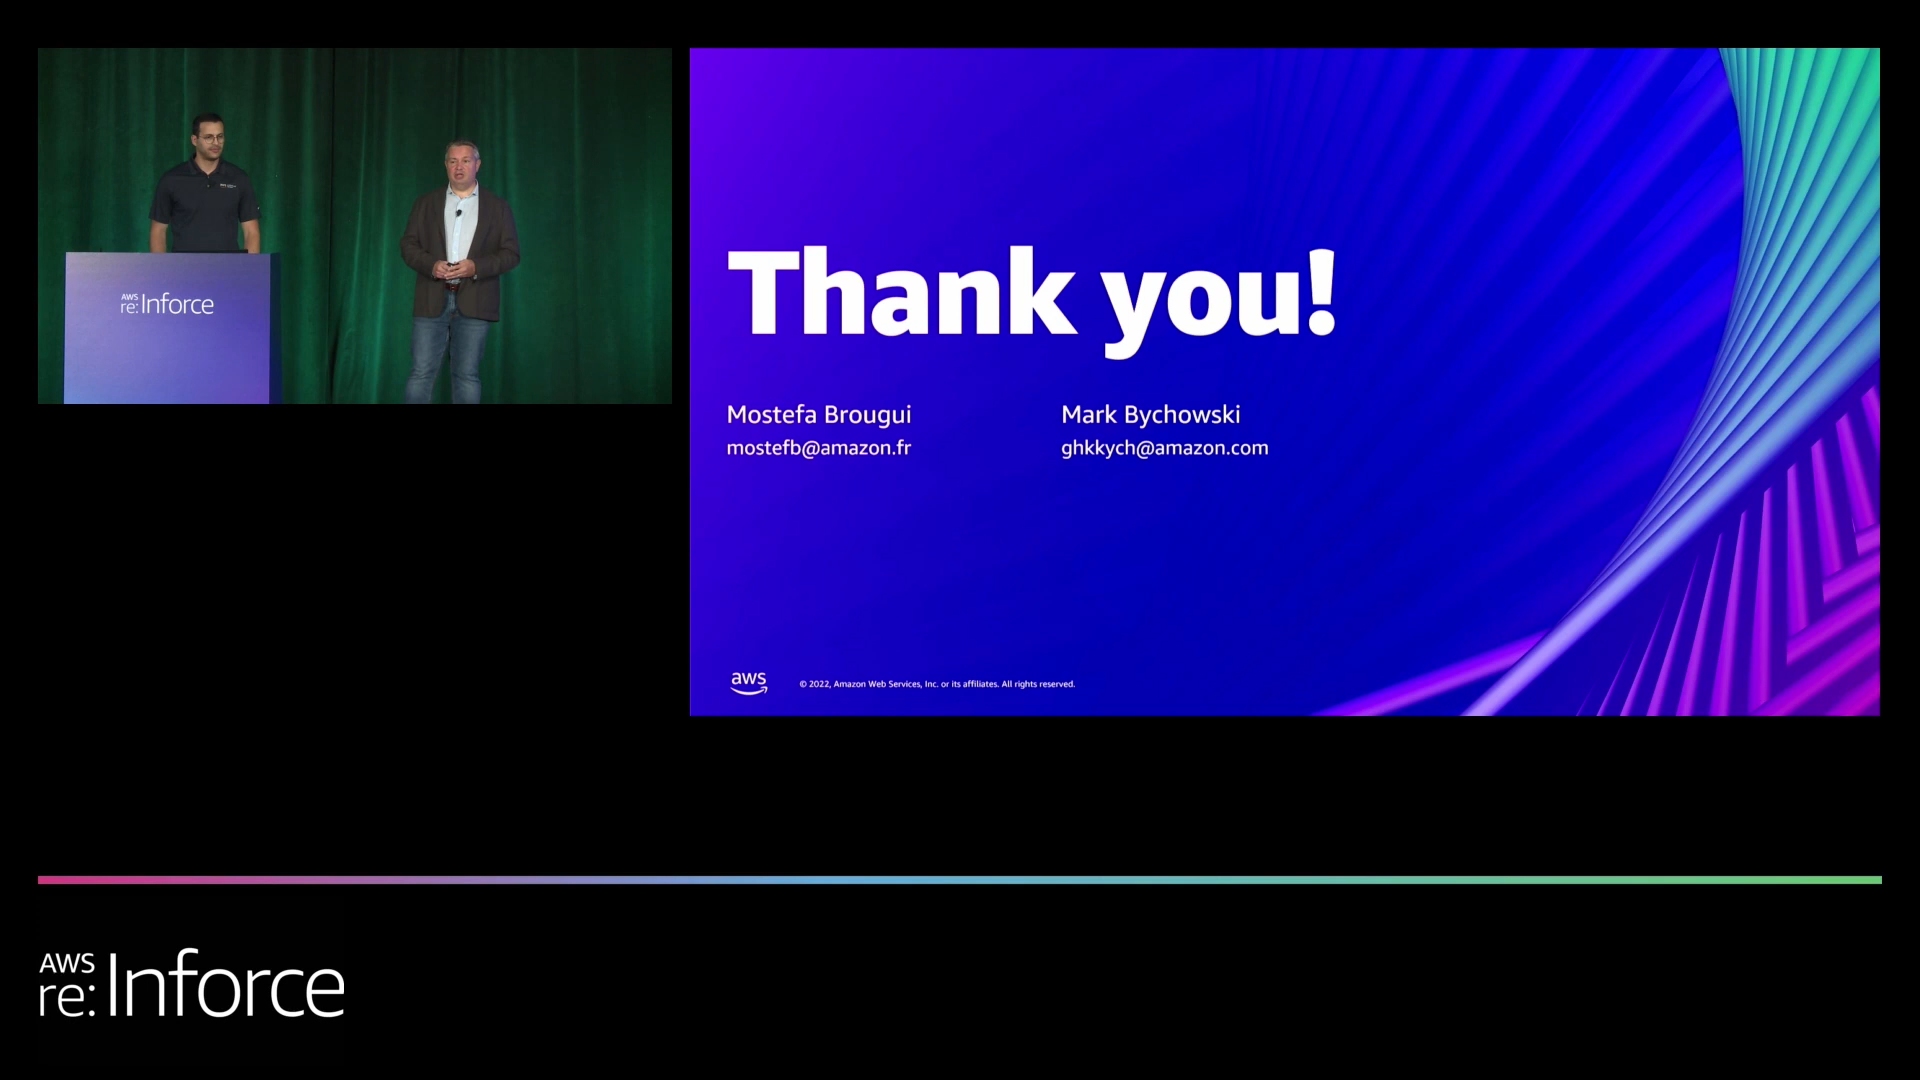 AWS
re:Inforce
Thank you!
Mostefa Brougui
mostefb@amazon.fr
Mark Bychowski
ghkkych@amazon.com
aws
© 2022, Amazon Web Services, Inc. or its affiliates. All rights reserved.
AWS
re:Inforce